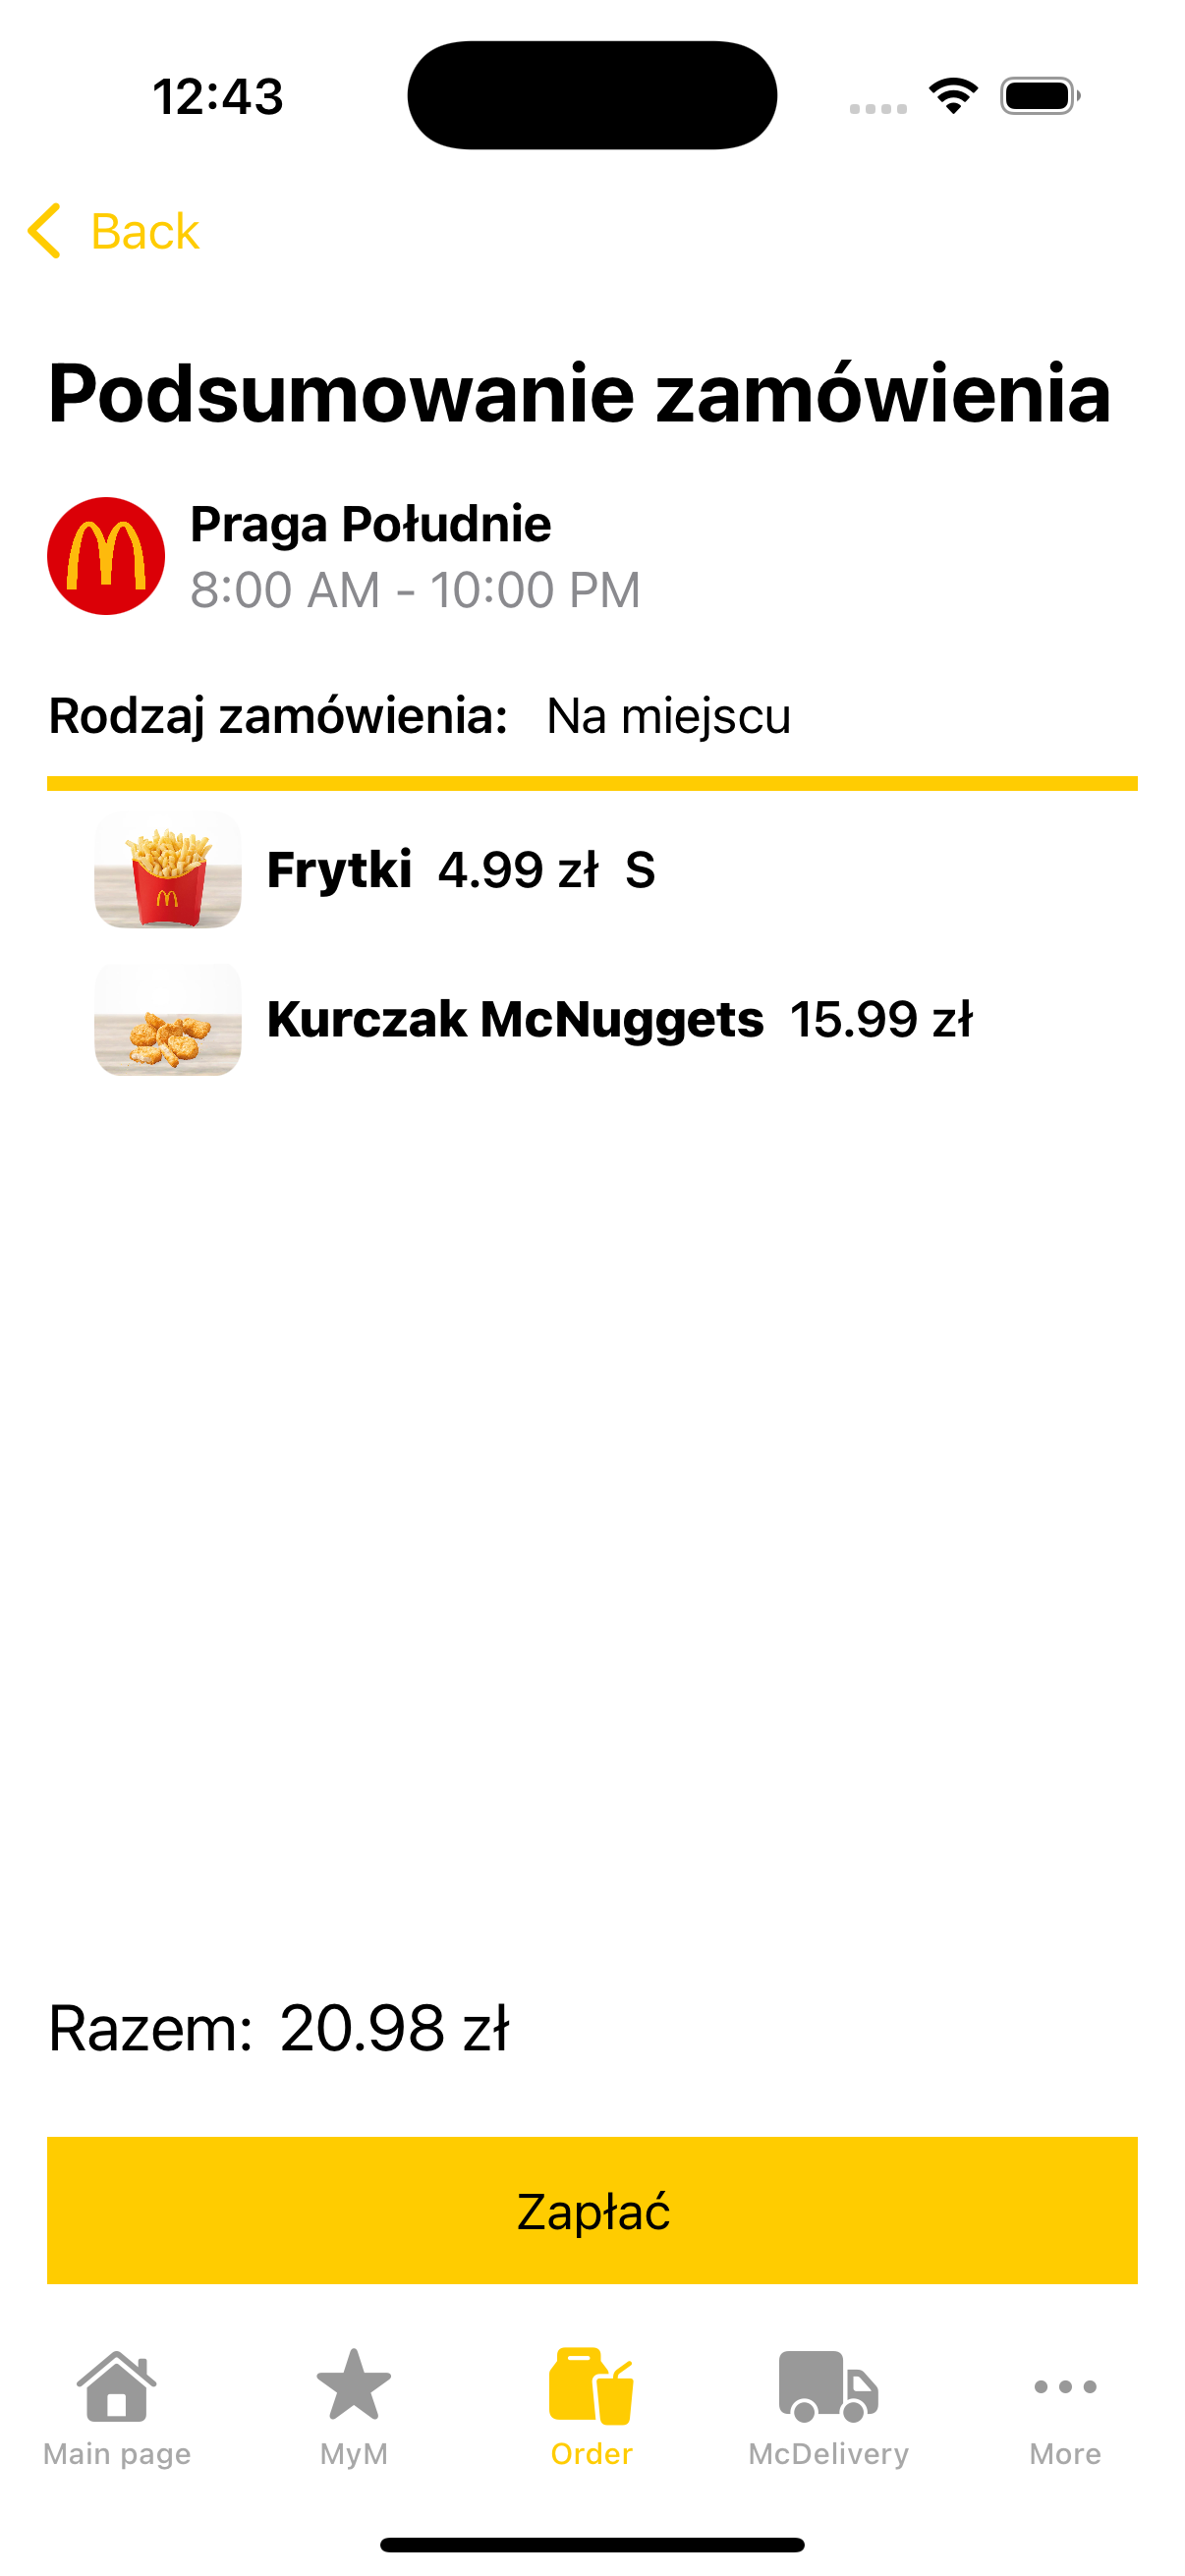 12:43
Back
Podsumowanie zamówienia
Praga Południe
8:00 AM - 10:00 PM
Rodzaj zamówienia: Na miejscu
Frytki 4.99 zł S
Kurczak McNuggets 15.99 zł
Razem: 20.98 zł
Zapłać
Main page MyM Order McDelivery More